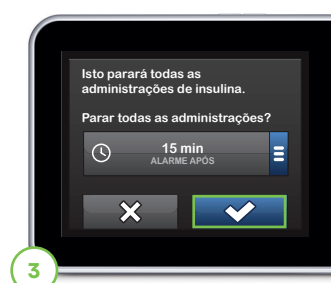 Isto parará todas as
administrações de insulina.
Parar todas as administrações?
15 min
ALARME APÓS
3